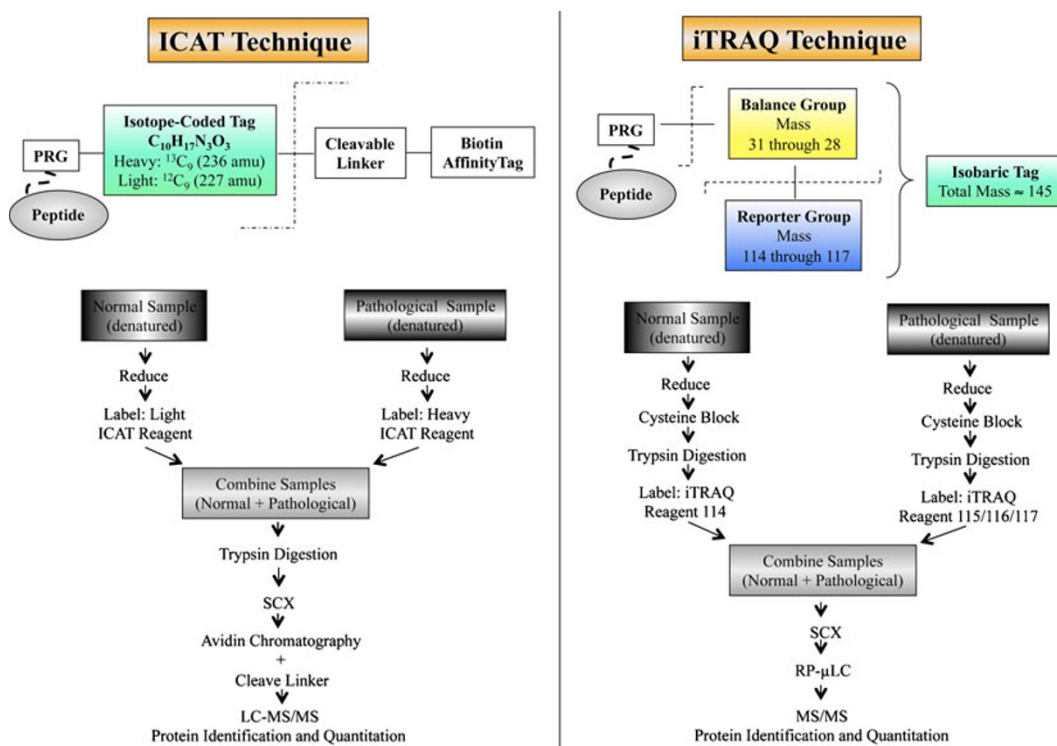 ICAT Technique
PRG
Peptide
Isotope-Coded Tag
C₁₀H₁₇N₃O₃
Heavy: ¹³C₉ (236 amu)
Light: ¹²C₉ (227 amu)
Cleavable
Linker
Biotin
AffinityTag
Normal Sample
(denatured)
Reduce
Label: Light
ICAT Reagent
Pathological Sample
(denatured)
Reduce
Label: Heavy
ICAT Reagent
Combine Samples
(Normal + Pathological)
Trypsin Digestion
SCX
Avidin Chromatography
+
Cleave Linker
LC-MS/MS
Protein Identification and Quantitation
iTRAQ Technique
PRG
Peptide
Balance Group
Mass
31 through 28
Reporter Group
Mass
114 through 117
Isobaric Tag
Total Mass ≈ 145
Normal Sample
(denatured)
Reduce
Cysteine Block
Trypsin Digestion
Label: iTRAQ
Reagent 114
Pathological Sample
(denatured)
Reduce
Cysteine Block
Trypsin Digestion
Label: iTRAQ
Reagent 115/116/117
Combine Samples
(Normal + Pathological)
SCX
RP-µLC
MS/MS
Protein Identification and Quantitation